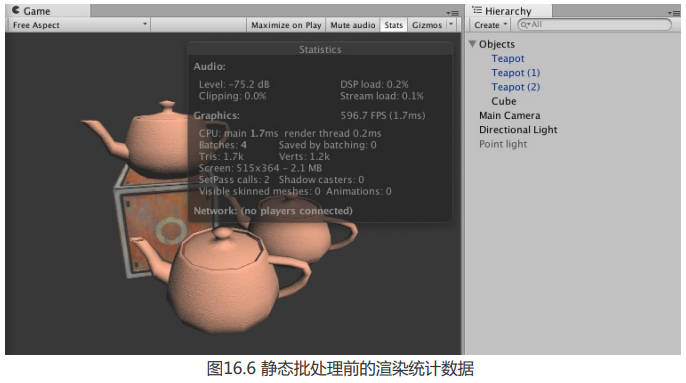 Game
Free Aspect
Maximize on Play
Mute audio
Stats
Gizmos
Statistics
Audio:
Level: -75.2 dB
DSP load: 0.2%
Clipping: 0.0%
Stream load: 0.1%
Graphics:
596.7 FPS (1.7ms)
CPU: main 1.7ms render thread 0.2ms
Batches: 4
Saved by batching: 0
Tris: 1.7k
Verts: 1.2k
Screen: 515x364 - 2.1 MB
SetPass calls: 2
Shadow casters: 0
Visible skinned meshes: 0 Animations: 0
Network: (no players connected)
Hierarchy
Create
All
Objects
Teapot
Teapot (1)
Teapot (2)
Cube
Main Camera
Directional Light
Point light
图16.6 静态批处理前的渲染统计数据